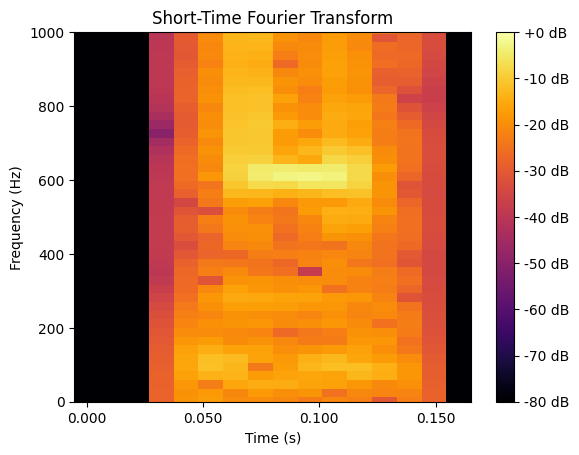 Short-Time Fourier Transform
1000
800
600
400
200
0
Frequency (Hz)
0.000
0.050
0.100
0.150
Time (s)
+0 dB
-10 dB
-20 dB
-30 dB
-40 dB
-50 dB
-60 dB
-70 dB
-80 dB